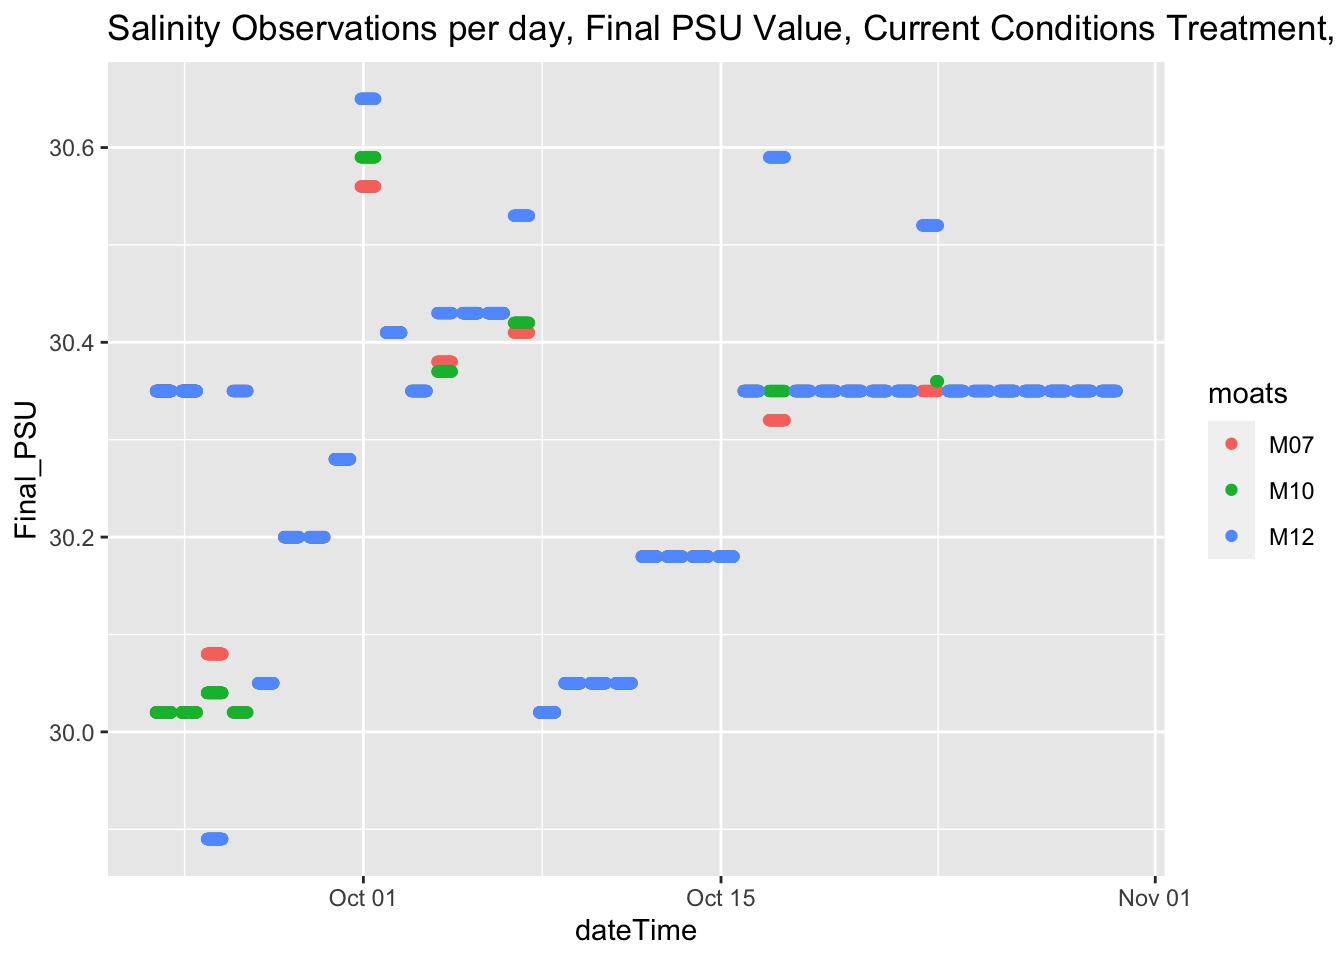 Salinity Observations per day, Final PSU Value, Current Conditions Treatment,
30.6
30.4
30.2
30.0
Final_PSU
Oct 01
Oct 15
Nov 01
dateTime
moats
M07
M10
M12